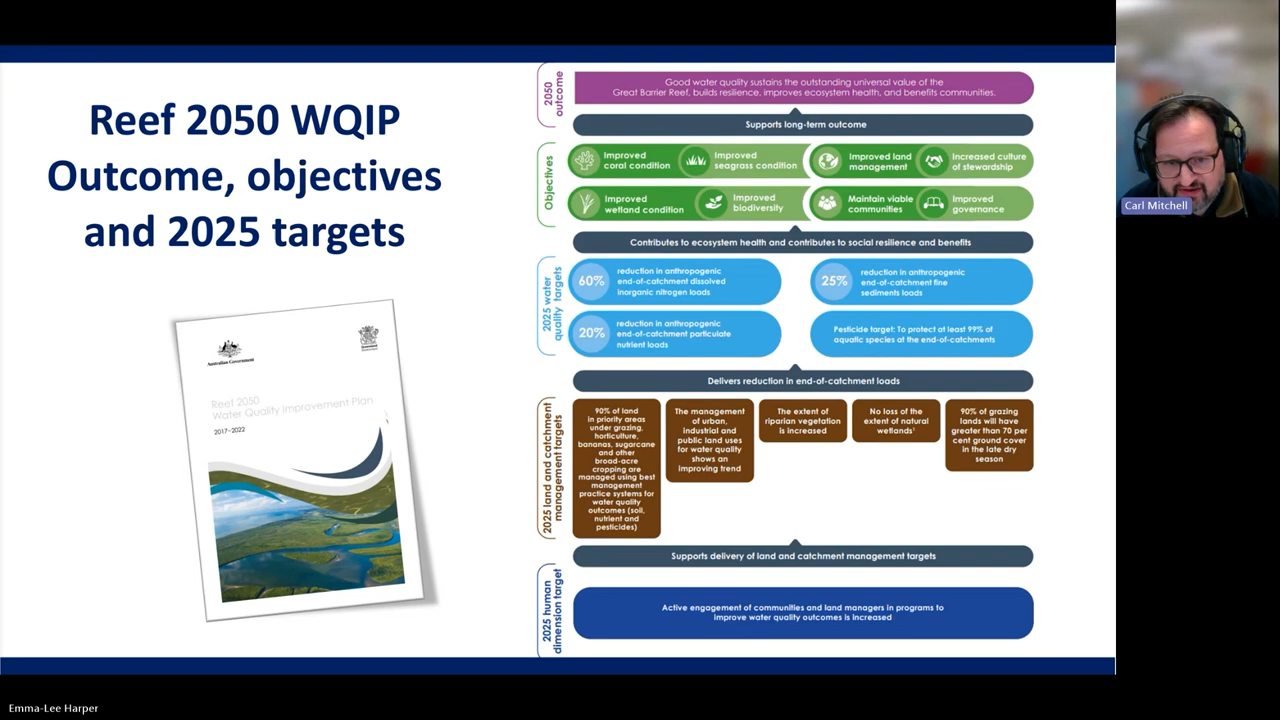 Reef 2050 WQIP
Outcome, objectives
and 2025 targets
Australian Government
Queensland
Government
Reef 2050
Water Quality Improvement Plan
2017–2022
2050
outcome
Good water quality sustains the outstanding universal value of the
Great Barrier Reef, builds resilience, improves ecosystem health, and benefits communities.
Supports long-term outcome
Objectives
Improved
coral condition
Improved
seagrass condition
Improved land
management
Increased culture
of stewardship
Improved
wetland condition
Improved
biodiversity
Maintain viable
communities
Improved
governance
Contributes to ecosystem health and contributes to social resilience and benefits
2025 water
quality targets
60%
reduction in anthropogenic
end-of-catchment dissolved
inorganic nitrogen loads
25%
reduction in anthropogenic
end-of-catchment fine
sediments loads
20%
reduction in anthropogenic
end-of-catchment particulate
nutrient loads
Pesticide target: To protect at least 99% of
aquatic species at the end-of-catchments
Delivers reduction in end-of-catchment loads
2025 land and catchment
management targets
90% of land
in priority areas
under grazing,
horticulture,
bananas, sugarcane
and other
broad-acre
cropping are
managed using best
management
practice systems for
water quality
outcomes (soil,
nutrient and
pesticides)
The management
of urban,
industrial and
public land uses
for water quality
shows an
improving trend
The extent of
riparian vegetation
is increased
No loss of the
extent of natural
wetlands¹
90% of grazing
lands will have
greater than 70 per
cent ground cover
in the late dry
season
Supports delivery of land and catchment management targets
2025 human
dimension target
Active engagement of communities and land managers in programs to
improve water quality outcomes is increased
Carl Mitchell
Emma-Lee Harper